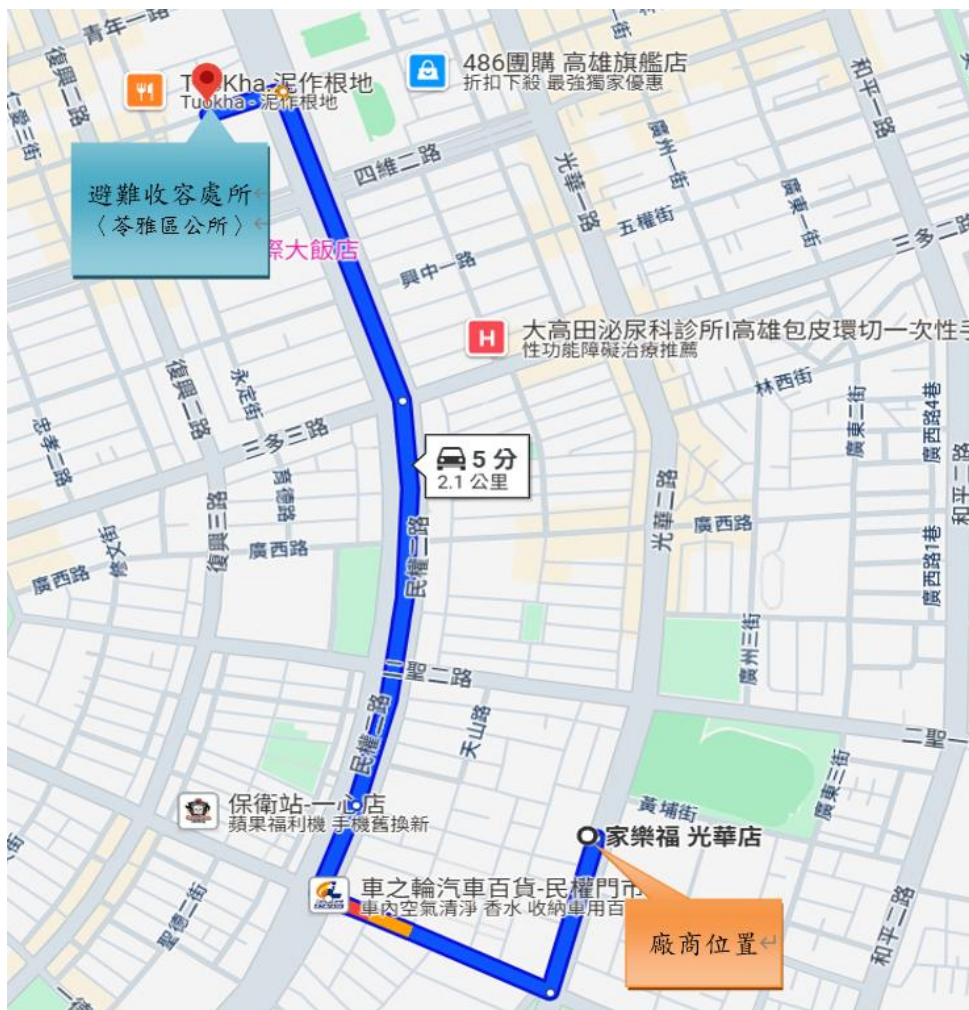 青年一路
復興二路
仁愛三街
Tuokha-泥作根地
486團購 高雄旗艦店
折扣下殺 最強獨家優惠
和平一路
廣州一街
光華一路
四維二路
避難收容處所
〈苓雅區公所〉
際大飯店
廣東一街
五權街
三多二路
興中一路
大高田泌尿科診所|高雄包皮環切一次性手
性功能障礙治療推薦
林西街
復興二路
永定街
忠孝二路
三多三路
廣東二街
廣西路4巷
5 分
2.1 公里
育德路
和平二路
光華二路
廣西路
復興三路
修文街
廣西路
廣西路
民權二路
廣西路1巷
廣州三街
二聖二路
天山路
民權二路
二聖一
廣東三街
黃埔街
保衛站-一心店
蘋果福利機 手機舊換新
家樂福 光華店
車之輪汽車百貨-民權門市
車內空氣清淨 香水 收納車用百
廠商位置
聖德二街
和平二路